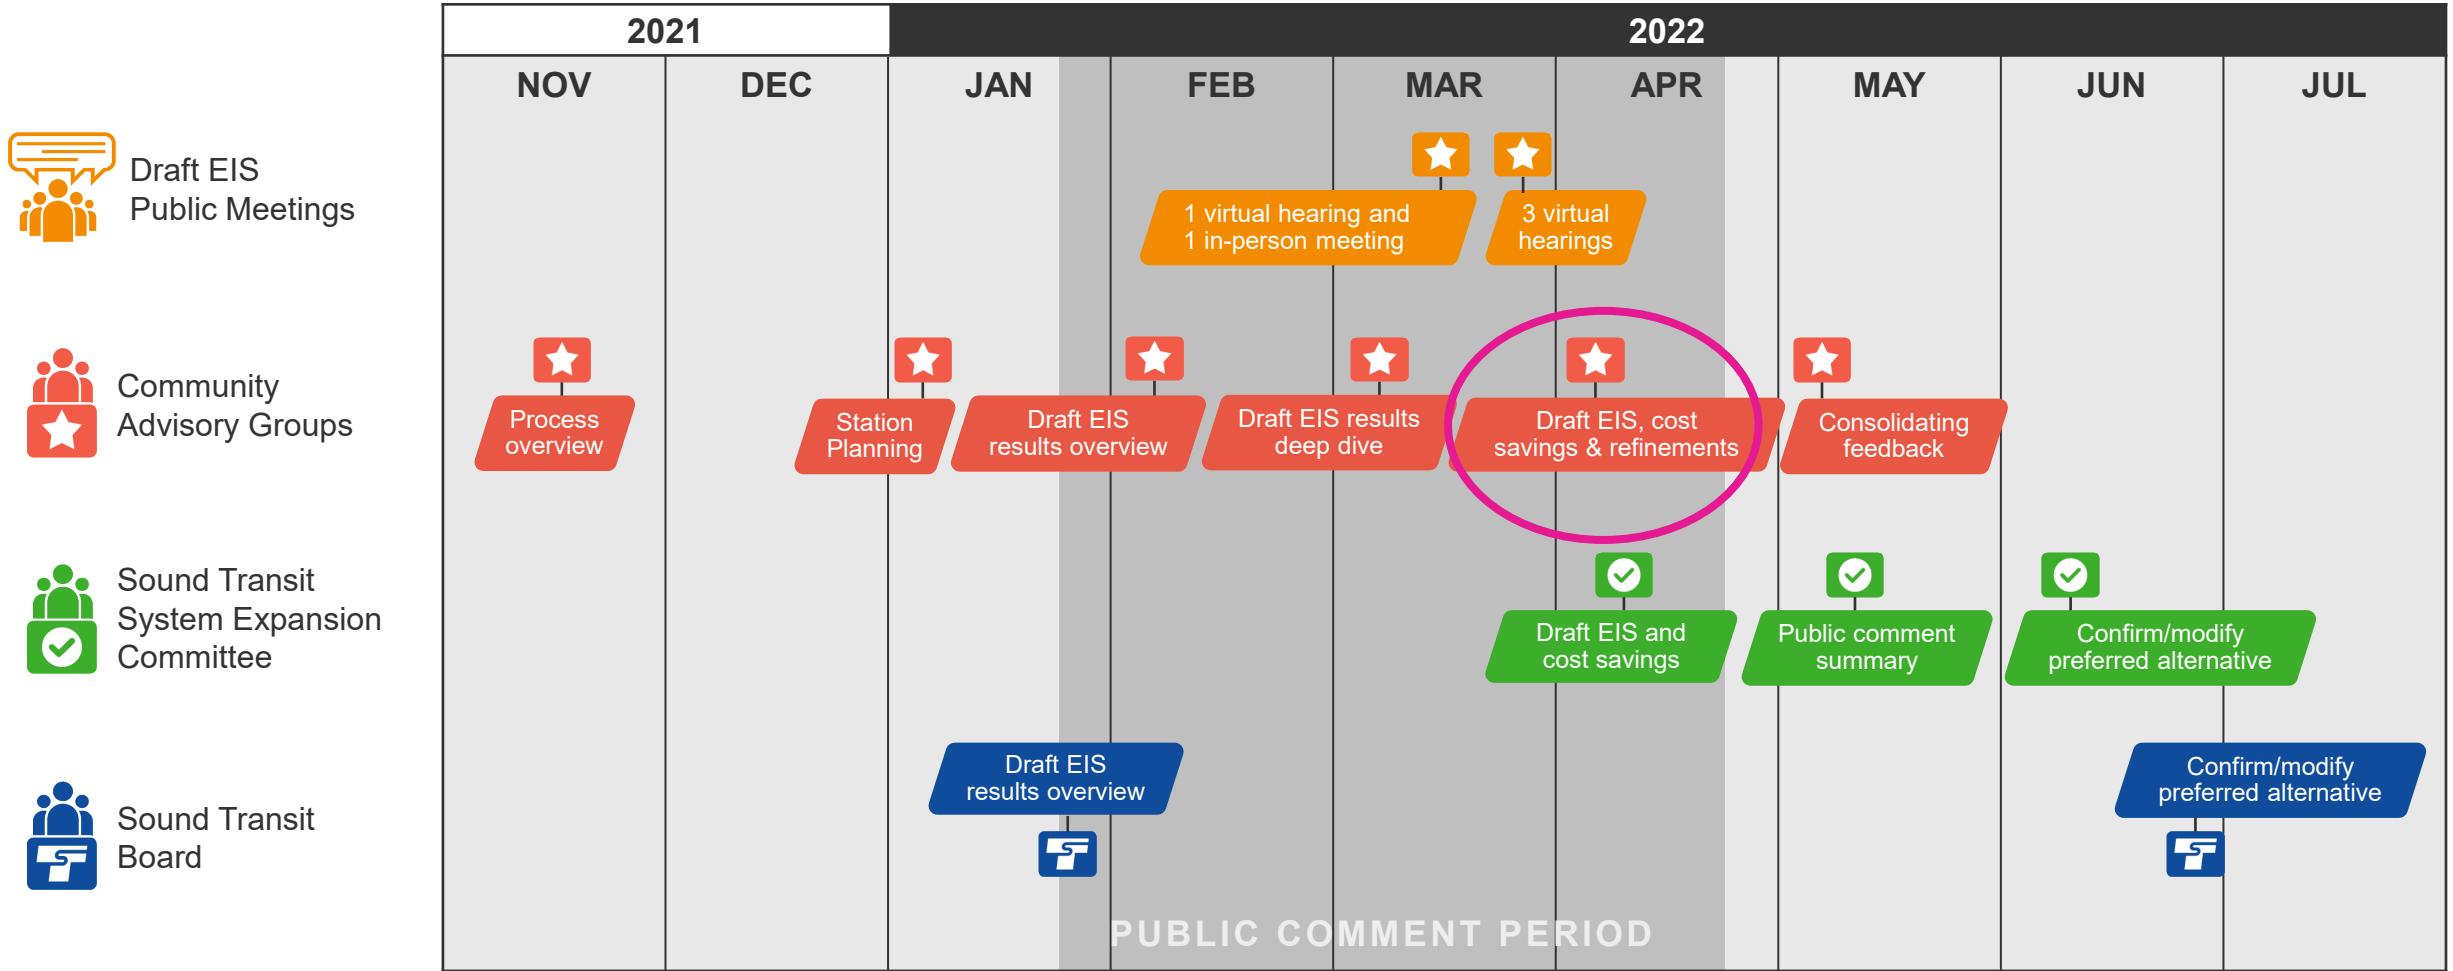 2021
2022
NOV
DEC
JAN
FEB
MAR
APR
MAY
JUN
JUL
Draft EIS
Public Meetings
1 virtual hearing and
1 in-person meeting
3 virtual
hearings
Community
Advisory Groups
Process
overview
Station
Planning
Draft EIS
results overview
Draft EIS results
deep dive
Draft EIS, cost
savings & refinements
Consolidating
feedback
Sound Transit
System Expansion
Committee
Draft EIS and
cost savings
Public comment
summary
Confirm/modify
preferred alternative
Sound Transit
Board
Draft EIS
results overview
Confirm/modify
preferred alternative
PUBLIC COMMENT PERIOD